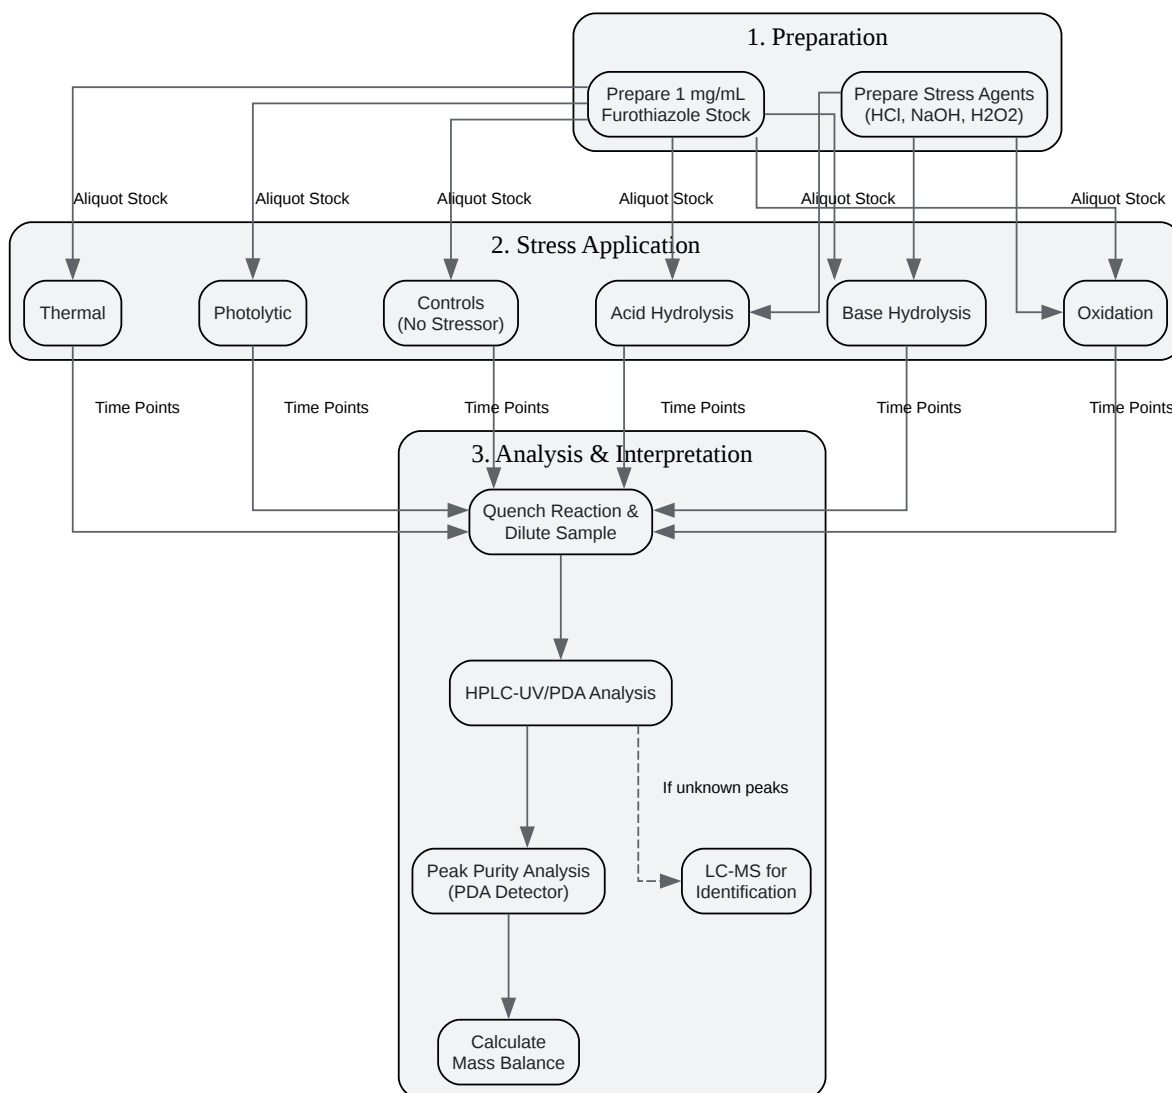 1. Preparation
Prepare 1 mg/mL
Furothiazole Stock
Prepare Stress Agents
(HCl, NaOH, H2O2)
Aliquot Stock
Aliquot Stock
Aliquot Stock
Aliquot Stock
Aliquot Stock
Aliquot Stock
2. Stress Application
Thermal
Photolytic
Controls
(No Stressor)
Acid Hydrolysis
Base Hydrolysis
Oxidation
Time Points
Time Points
Time Points
Time Points
Time Points
Time Points
3. Analysis & Interpretation
Quench Reaction &
Dilute Sample
HPLC-UV/PDA Analysis
If unknown peaks
Peak Purity Analysis
(PDA Detector)
LC-MS for
Identification
Calculate
Mass Balance